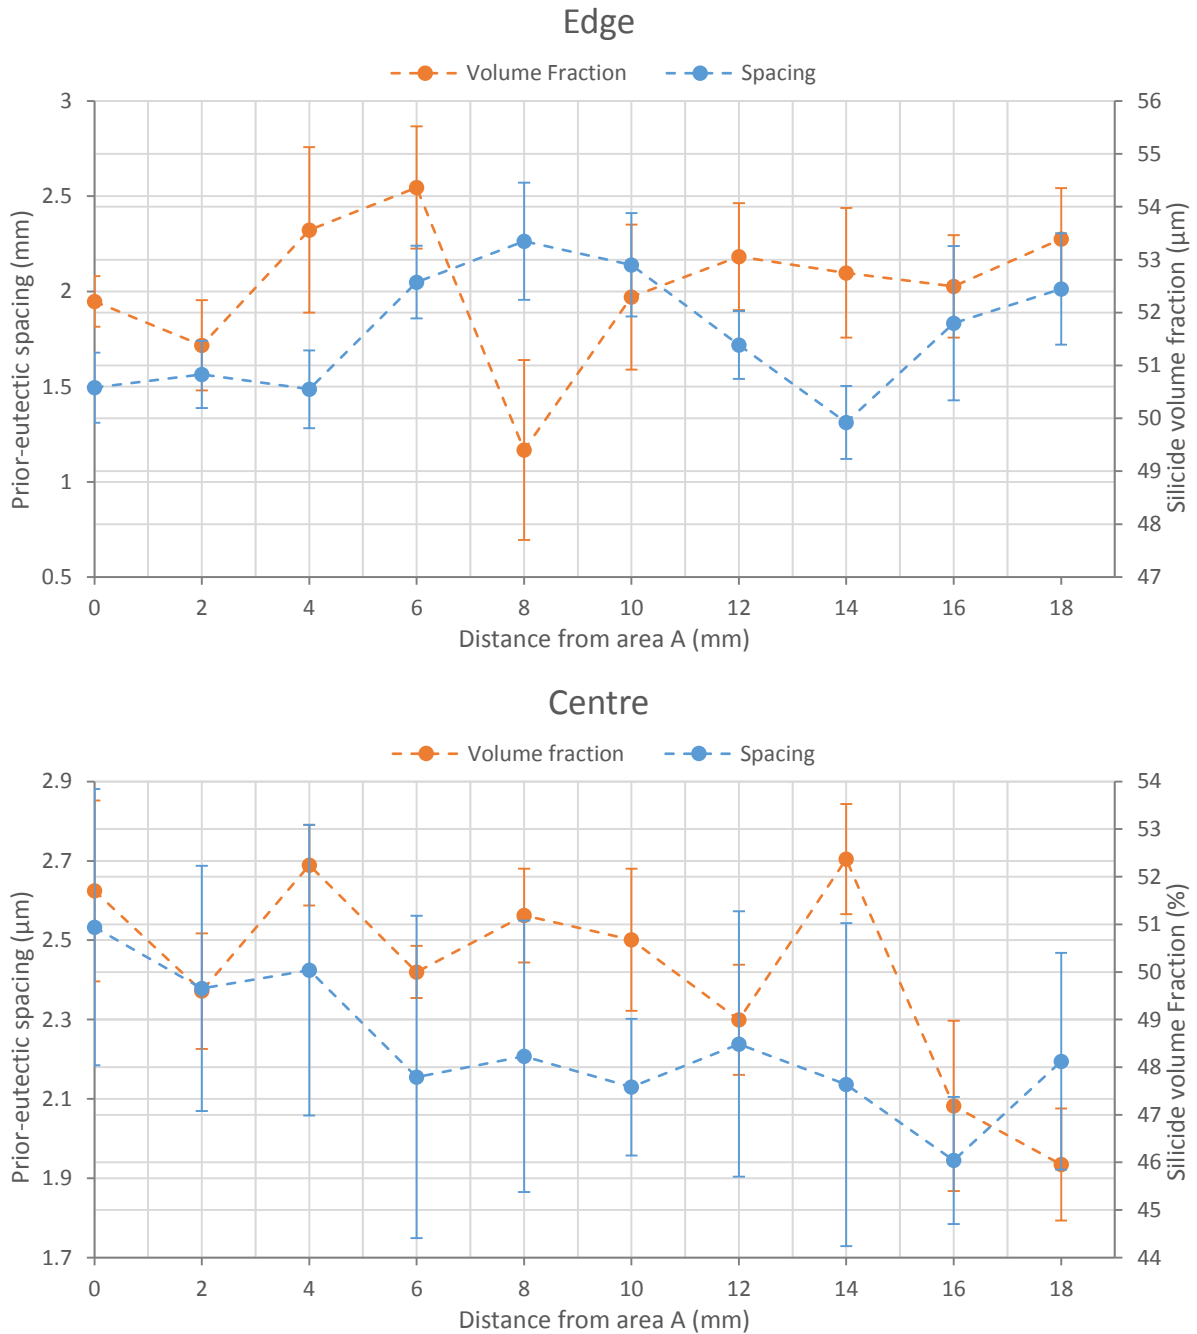 Edge
Volume Fraction Spacing
3
2.5
2
1.5
1
0.5
Prior-eutectic spacing (mm)
56
55
54
53
52
51
50
49
48
47
Silicide volume fraction (μm)
0 2 4 6 8 10 12 14 16 18
Distance from area A (mm)
Centre
Volume fraction Spacing
2.9
2.7
2.5
2.3
2.1
1.9
1.7
Prior-eutectic spacing (μm)
54
53
52
51
50
49
48
47
46
45
44
Silicide volume Fraction (%)
0 2 4 6 8 10 12 14 16 18
Distance from area A (mm)